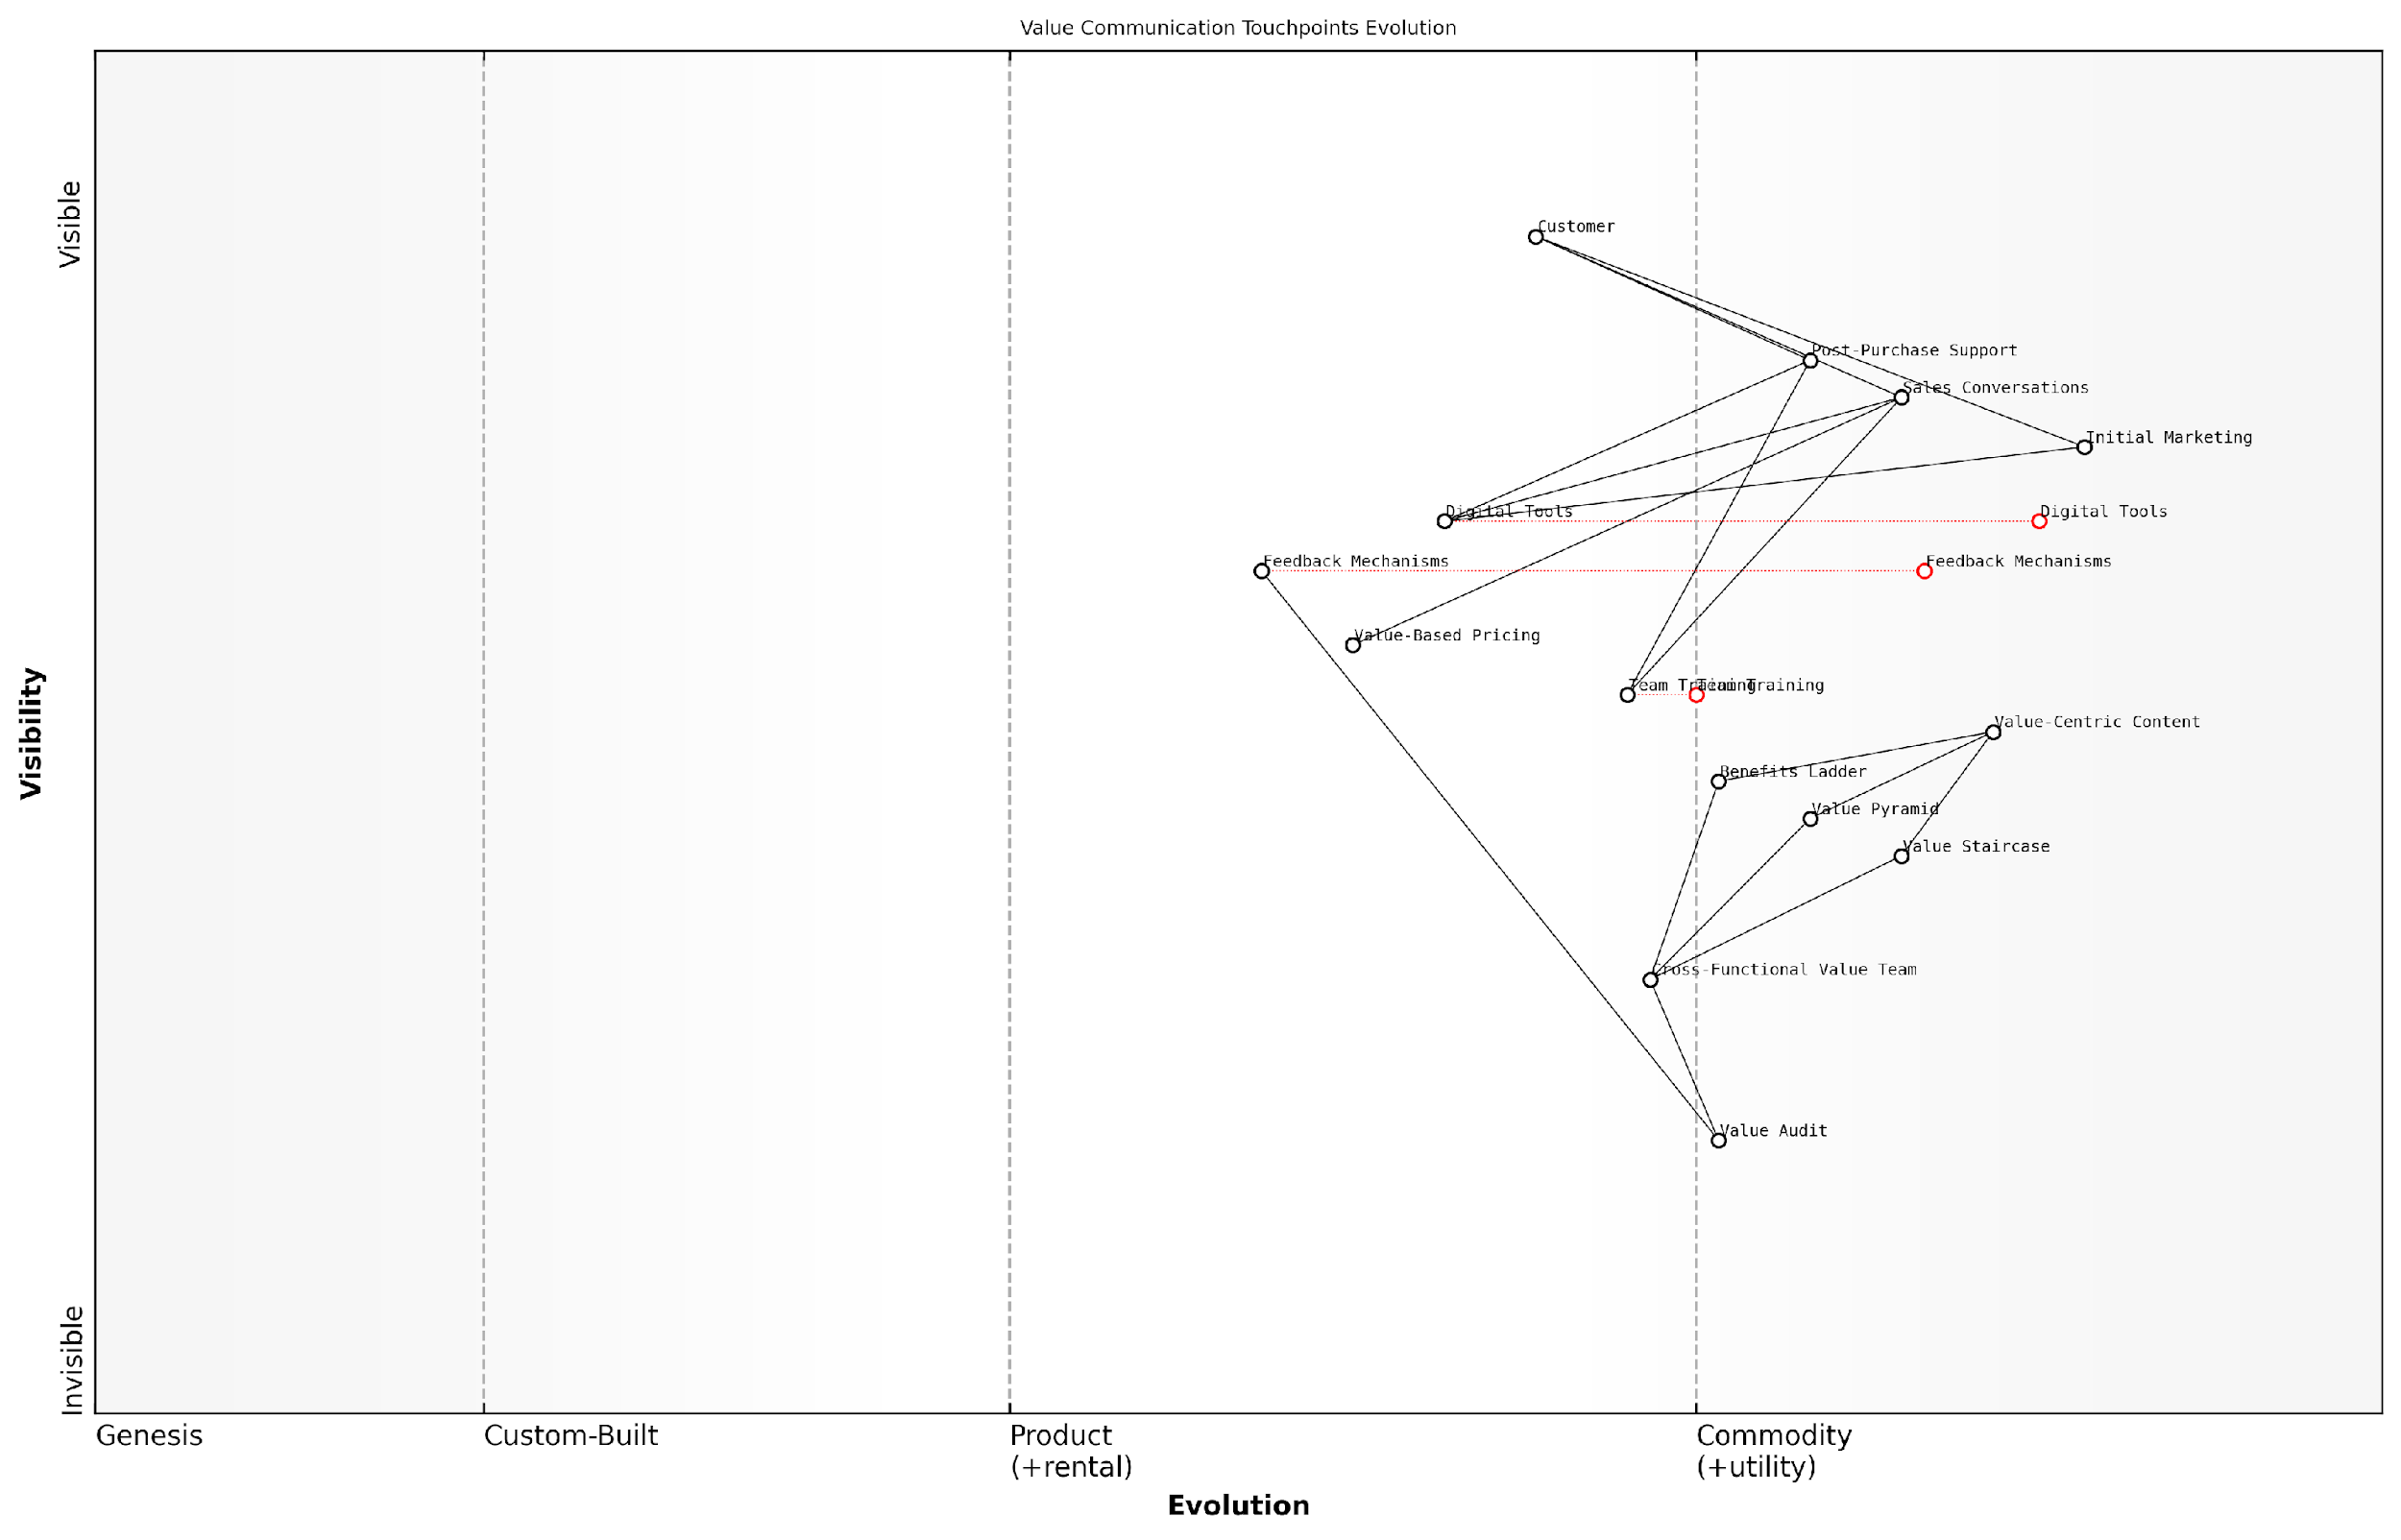 Value Communication Touchpoints Evolution
Visible
Customer
Post-Purchase Support
Sales Conversations
Initial Marketing
Digital Tools
Digital Tools
Feedback Mechanisms
Feedback Mechanisms
Value-Based Pricing
Team Training
Team Training
Value-Centric Content
Benefits Ladder
Value Pyramid
Value Staircase
Cross-Functional Value Team
Value Audit
Visibility
Invisible
Genesis
Custom-Built
Product
(+rental)
Commodity
(+utility)
Evolution